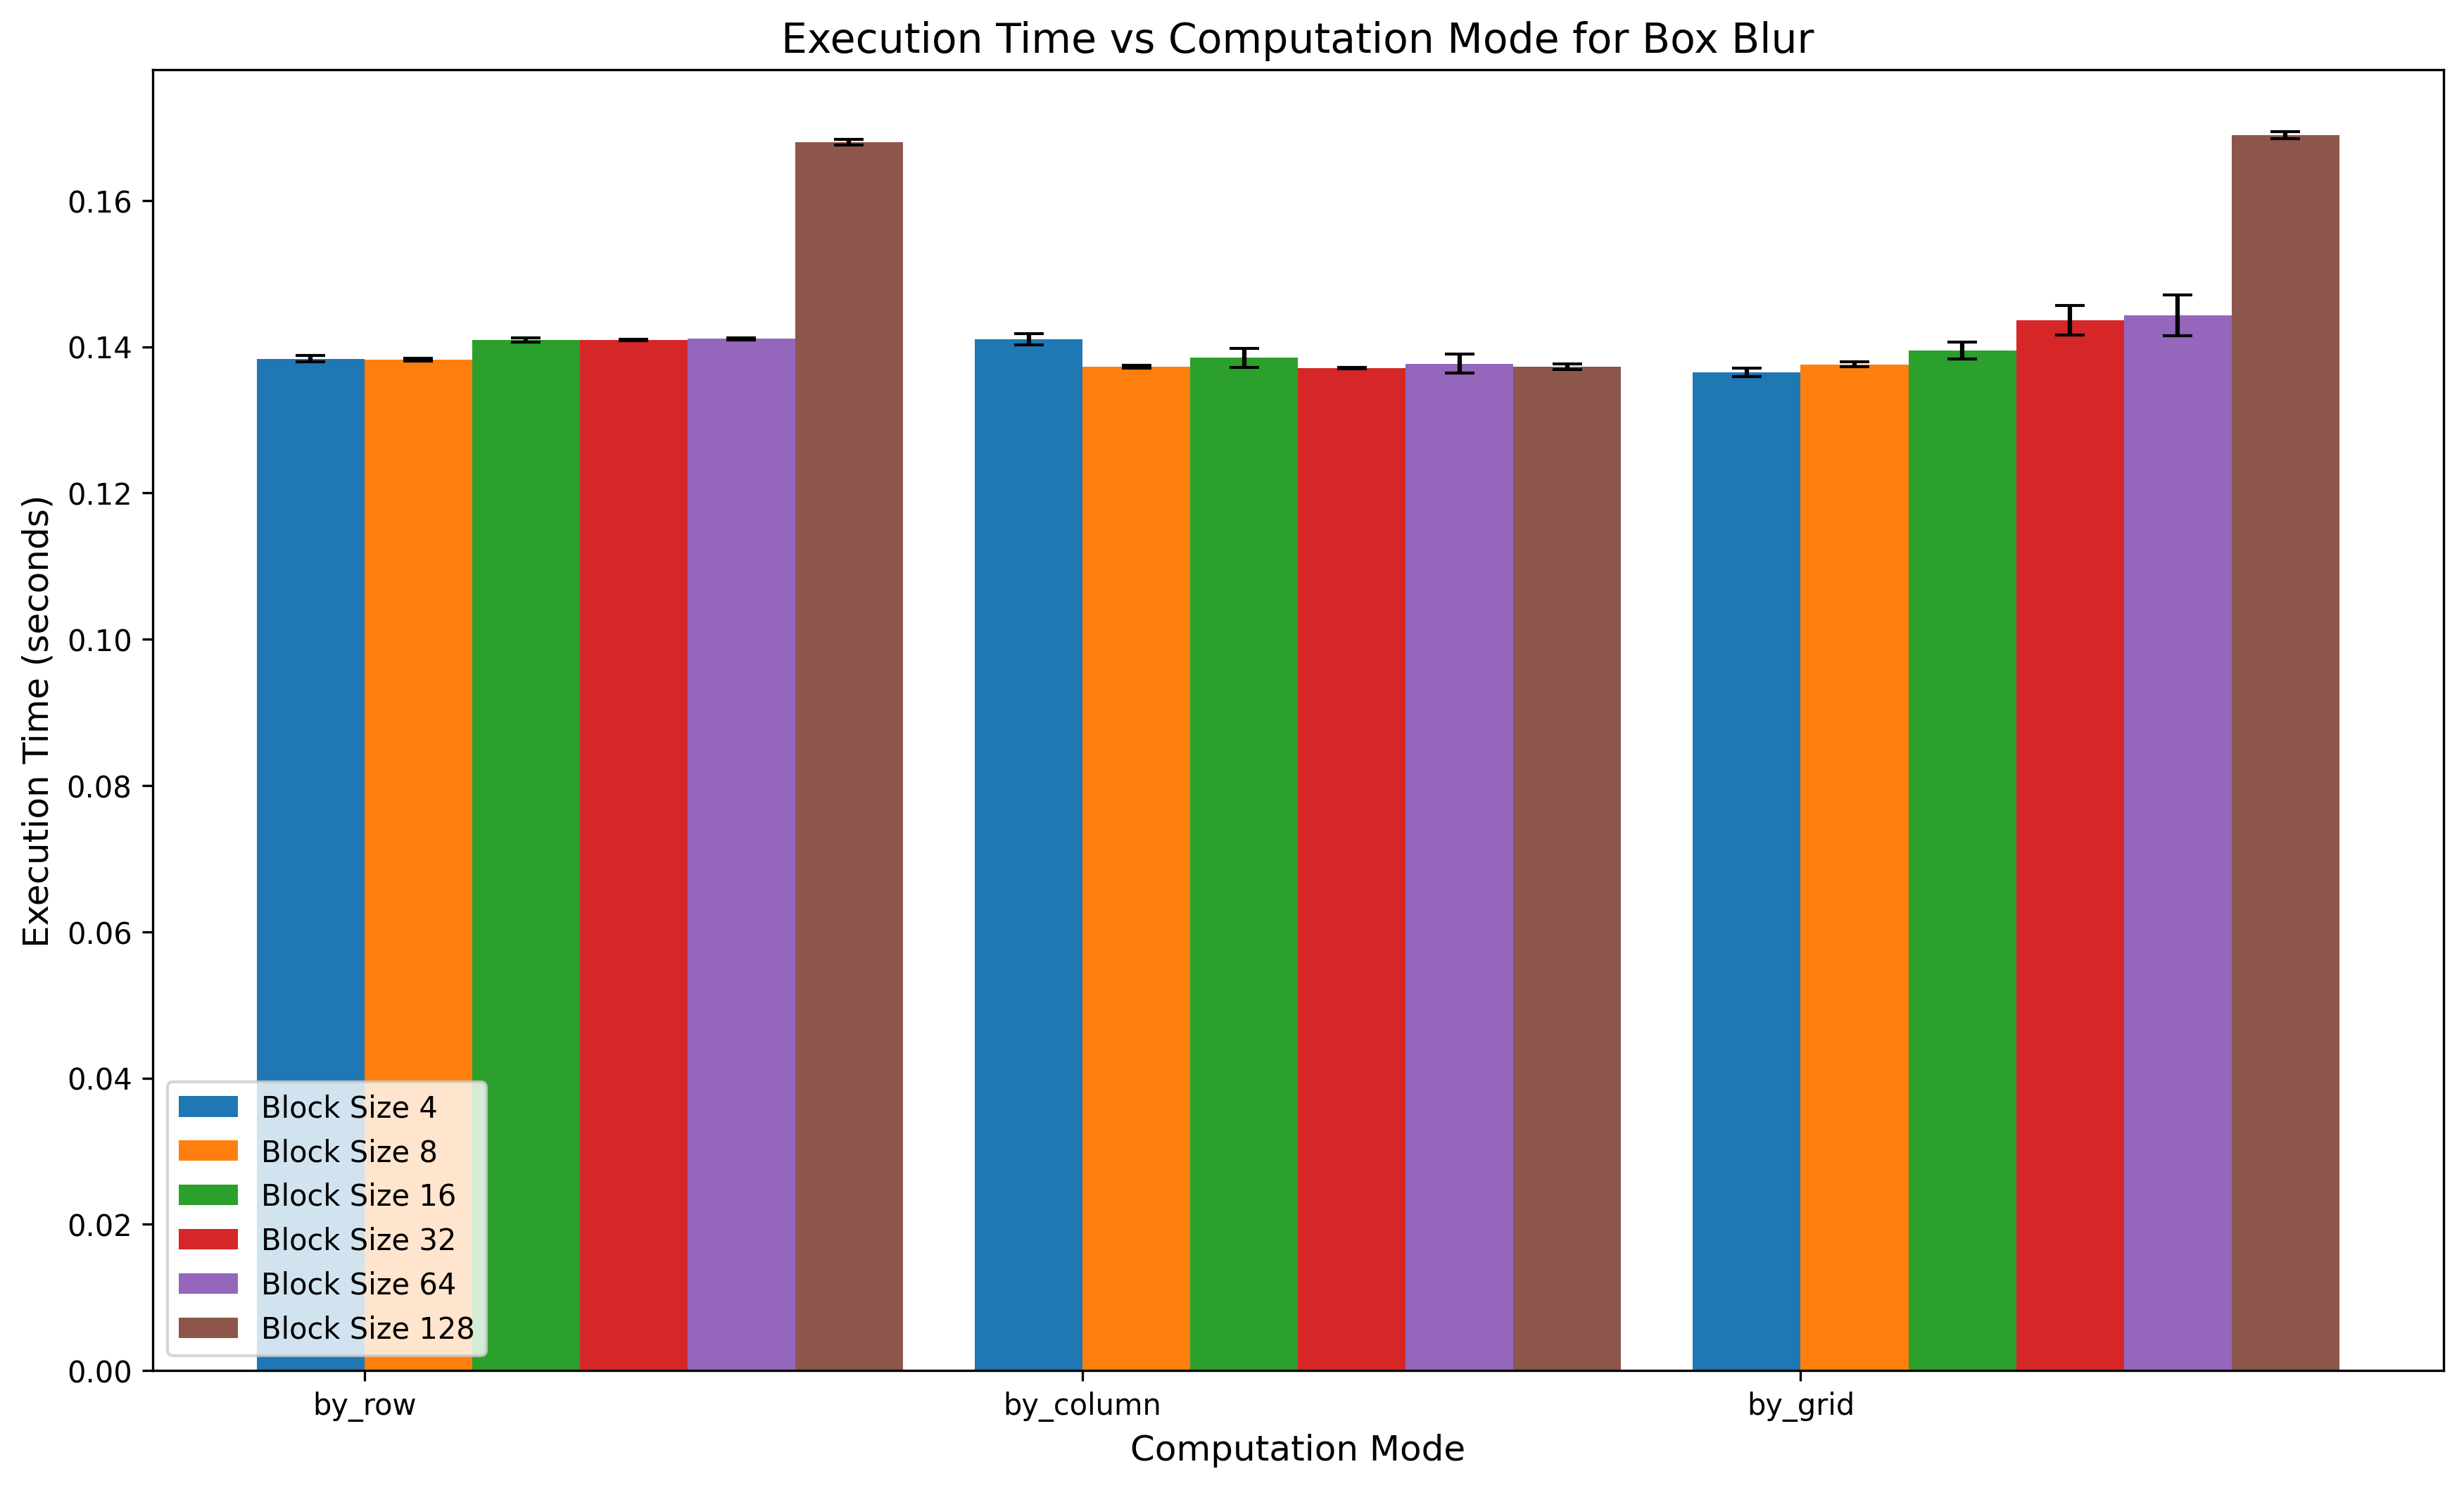 Execution Time vs Computation Mode for Box Blur
Execution Time (seconds)
0.16
0.14
0.12
0.10
0.08
0.06
0.04
0.02
0.00
Block Size 4
Block Size 8
Block Size 16
Block Size 32
Block Size 64
Block Size 128
by_row by_column by_grid
Computation Mode